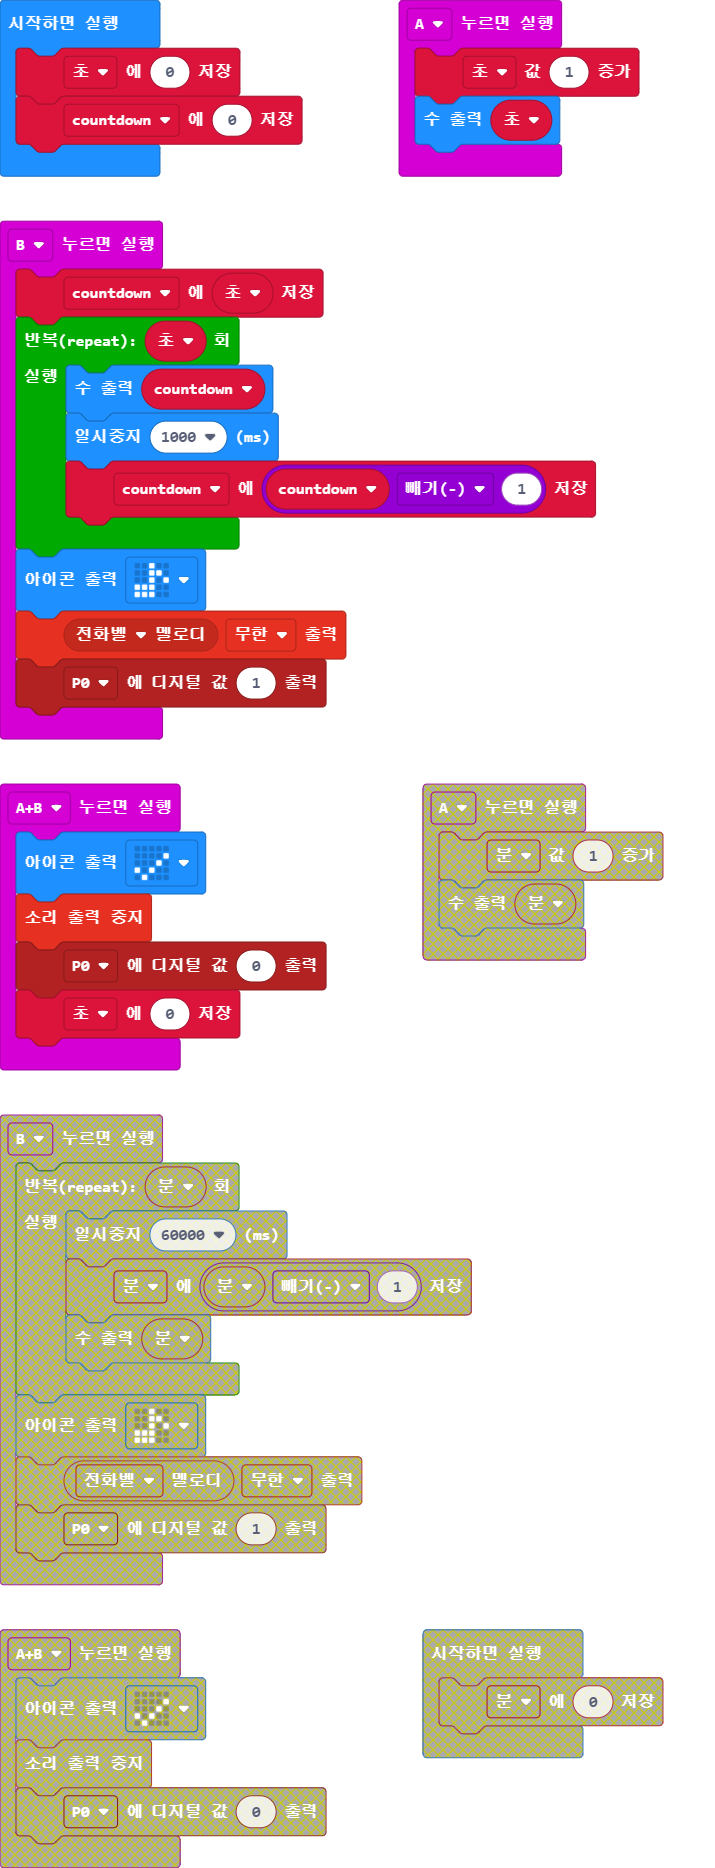 시작하면 실행
초 에 0 저장
countdown 에 0 저장
A 누르면 실행
초 값 1 증가
수 출력 초
B 누르면 실행
countdown 에 초 저장
반복(repeat): 초 회
실행
수 출력 countdown
일시중지 1000 (ms)
countdown 에 countdown 빼기(-) 1 저장
아이콘 출력
전화벨 멜로디 무한 출력
P0 에 디지털 값 1 출력
A+B 누르면 실행
아이콘 출력
소리 출력 중지
P0 에 디지털 값 0 출력
초 에 0 저장
A 누르면 실행
분 값 1 증가
수 출력 분
B 누르면 실행
반복(repeat): 분 회
실행
일시중지 60000 (ms)
분 에 분 빼기(-) 1 저장
수 출력 분
아이콘 출력
전화벨 멜로디 무한 출력
P0 에 디지털 값 1 출력
A+B 누르면 실행
아이콘 출력
소리 출력 중지
P0 에 디지털 값 0 출력
시작하면 실행
분 에 0 저장